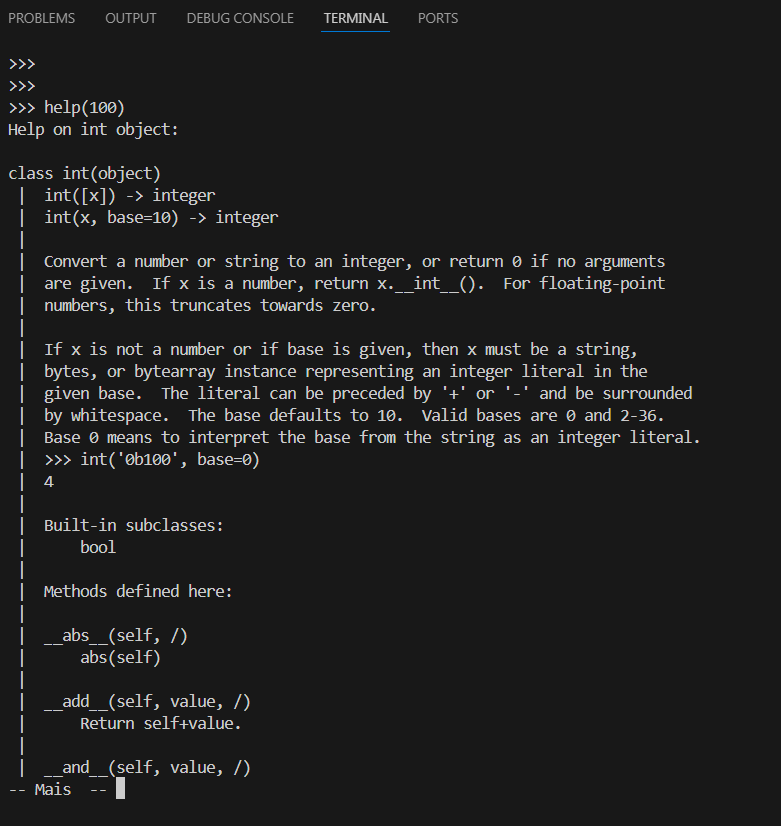 PROBLEMS OUTPUT DEBUG CONSOLE TERMINAL PORTS
>>>
>>>
>>> help(100)
Help on int object:
class int(object)
 |  int([x]) -> integer
 |  int(x, base=10) -> integer
 |
 |  Convert a number or string to an integer, or return 0 if no arguments
 |  are given.  If x is a number, return x.__int__().  For floating-point
 |  numbers, this truncates towards zero.
 |
 |  If x is not a number or if base is given, then x must be a string,
 |  bytes, or bytearray instance representing an integer literal in the
 |  given base.  The literal can be preceded by '+' or '-' and be surrounded
 |  by whitespace.  The base defaults to 10.  Valid bases are 0 and 2-36.
 |  Base 0 means to interpret the base from the string as an integer literal.
 |  >>> int('0b100', base=0)
 |  4
 |
 |  Built-in subclasses:
 |      bool
 |
 |  Methods defined here:
 |
 |  __abs__(self, /)
 |      abs(self)
 |
 |  __add__(self, value, /)
 |      Return self+value.
 |
 |  __and__(self, value, /)
-- Mais  --